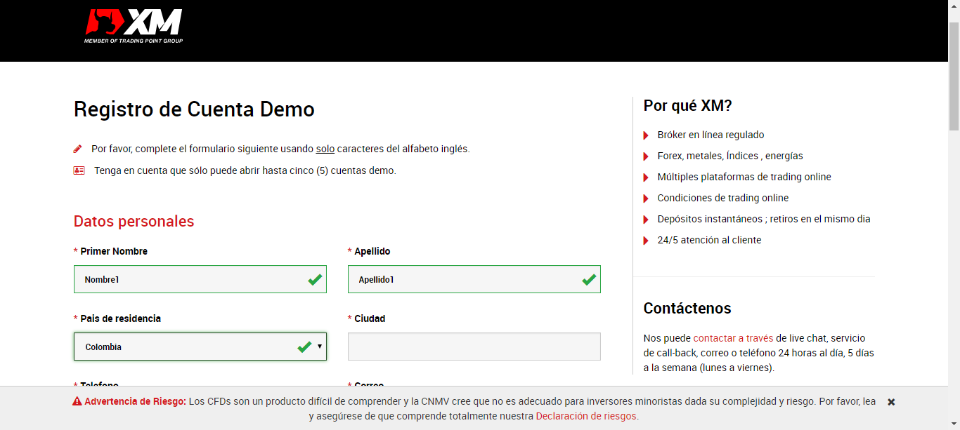 XM
MEMBER OF TRADING POINT GROUP
Registro de Cuenta Demo
Por favor, complete el formulario siguiente usando solo caracteres del alfabeto inglés.
Tenga en cuenta que sólo puede abrir hasta cinco (5) cuentas demo.
Datos personales
* Primer Nombre
* Apellido
Nombre1
Apellido1
* Pais de residencia
* Ciudad
Colombia
* Telefono
* Correo
Por qué XM?
Bróker en línea regulado
Forex, metales, Índices , energías
Múltiples plataformas de trading online
Condiciones de trading online
Depósitos instantáneos ; retiros en el mismo dia
24/5 atención al cliente
Contáctenos
Nos puede contactar a través de live chat, servicio
de call-back, correo o teléfono 24 horas al día, 5 días
a la semana (lunes a viernes).
Advertencia de Riesgo: Los CFDs son un producto difícil de comprender y la CNMV cree que no es adecuado para inversores minoristas dada su complejidad y riesgo. Por favor, lea
y asegúrese de que comprende totalmente nuestra Declaración de riesgos.